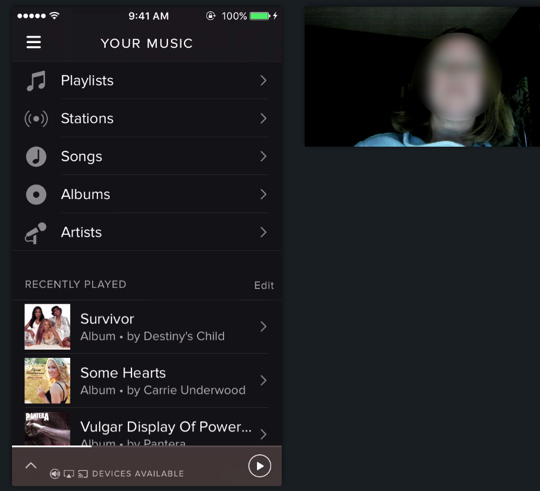 9:41 AM 100%
YOUR MUSIC
Playlists
Stations
Songs
Albums
Artists
RECENTLY PLAYED Edit
Survivor
Album • by Destiny's Child
Some Hearts
Album • by Carrie Underwood
PANTERA
Vulgar Display Of Power...
Album • by Pantera
DEVICES AVAILABLE